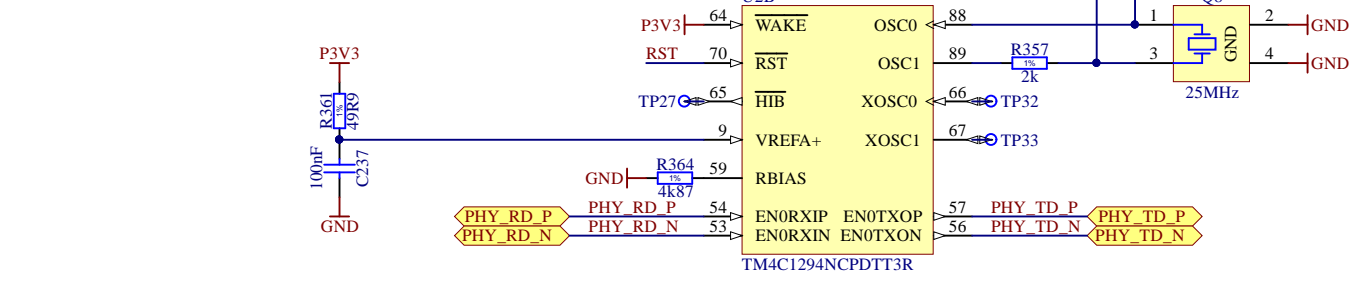 P3V3 64 WAKE OSC0 88 1 2 GND
RST 70 RST OSC1 89 R357 1% 2k 3 4 GND
GND
25MHz
P3V3
R361 1% 49R9
TP27 65 HIB XOSC0 66 TP32
9 VREFA+ XOSC1 67 TP33
100nF C237
GND
GND R364 1% 4k87 59 RBIAS
PHY_RD_P PHY_RD_P 54 EN0RXIP EN0TXOP 57 PHY_TD_P PHY_TD_P
PHY_RD_N PHY_RD_N 53 EN0RXIN EN0TXON 56 PHY_TD_N PHY_TD_N
TM4C1294NCPDTT3R